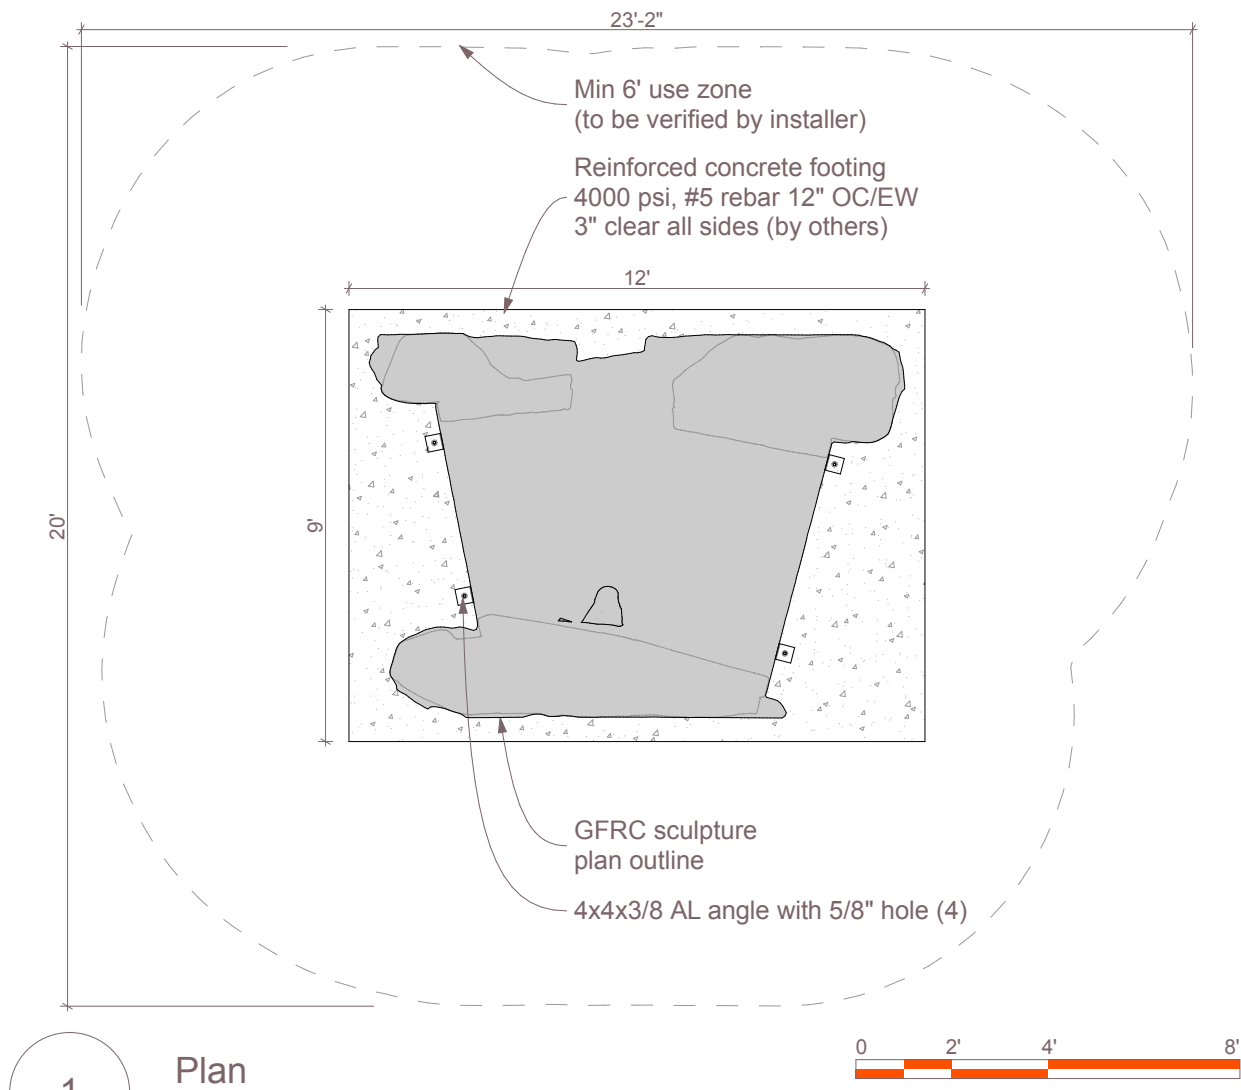 23'-2"
Min 6' use zone
(to be verified by installer)
Reinforced concrete footing
4000 psi, #5 rebar 12" OC/EW
3" clear all sides (by others)
12'
20'
9'
GFRC sculpture
plan outline
4x4x3/8 AL angle with 5/8" hole (4)
1
Plan
0 2' 4' 8'